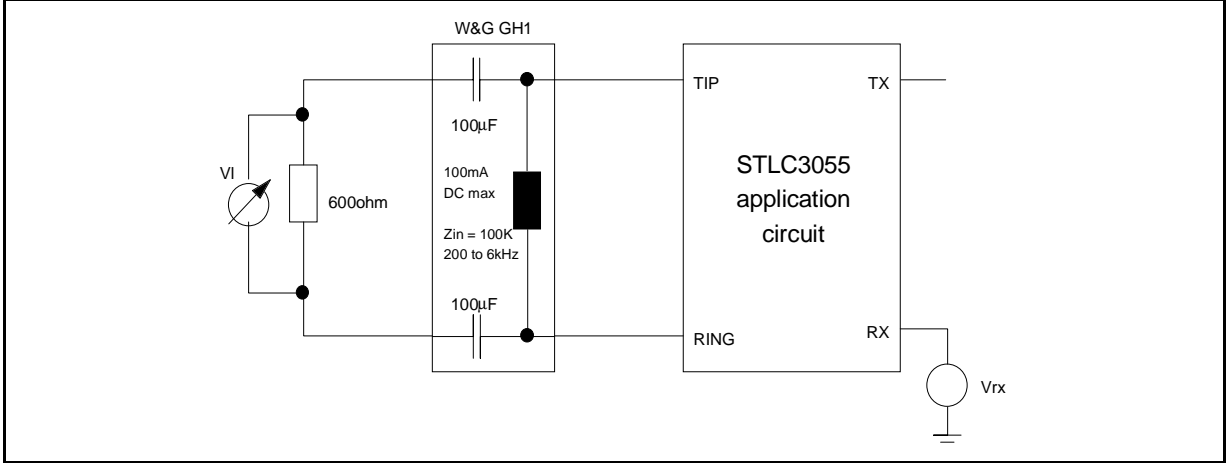 W&G GH1
TIP
TX
100μF
STLC3055
application
circuit
100mA
DC max
VI
600ohm
Zin = 100K
200 to 6kHz
100μF
RING
RX
Vrx